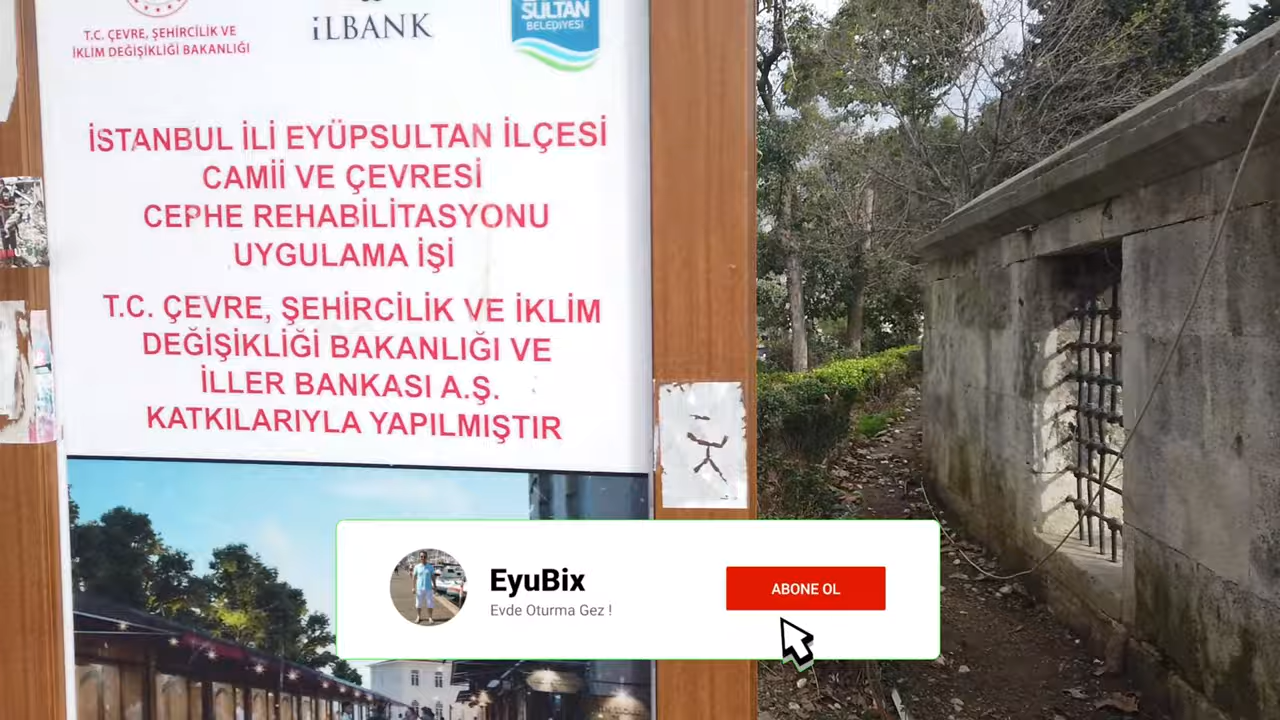 T.C. ÇEVRE, ŞEHİRCİLİK VE
İKLİM DEĞİŞİKLİĞİ BAKANLIĞI
iLBANK
SULTAN
BELEDİYESİ
İSTANBUL İLİ EYÜPSULTAN İLÇESİ
CAMİİ VE ÇEVRESİ
CEPHE REHABİLİTASYONU
UYGULAMA İŞİ
T.C. ÇEVRE, ŞEHİRCİLİK VE İKLİM
DEĞİŞİKLİĞİ BAKANLIĞI VE
İLLER BANKASI A.Ş.
KATKILARIYLA YAPILMIŞTIR
EyuBix
Evde Oturma Gez !
ABONE OL